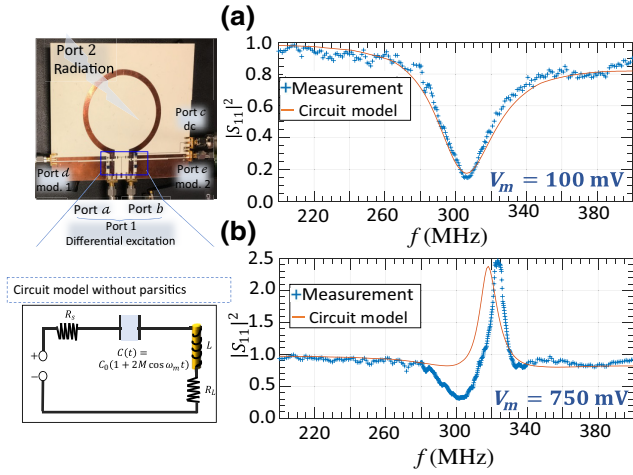 Port 2
Radiation
Port c
dc
Port d
mod. 1
Port e
mod. 2
Port a
Port b
Port 1
Differential excitation
Circuit model without parsitics
R_s
C(t) =
C_0(1 + 2M cos ω_m t)
L
R_L
+
−
(a)
1.0
0.8
0.6
0.4
0.2
0.0
|S_11|^2
Measurement
Circuit model
V_m = 100 mV
220
260
300
340
380
f (MHz)
(b)
2.5
2.0
1.5
1.0
0.5
0.0
|S_11|^2
Measurement
Circuit model
V_m = 750 mV
220
260
300
340
380
f (MHz)